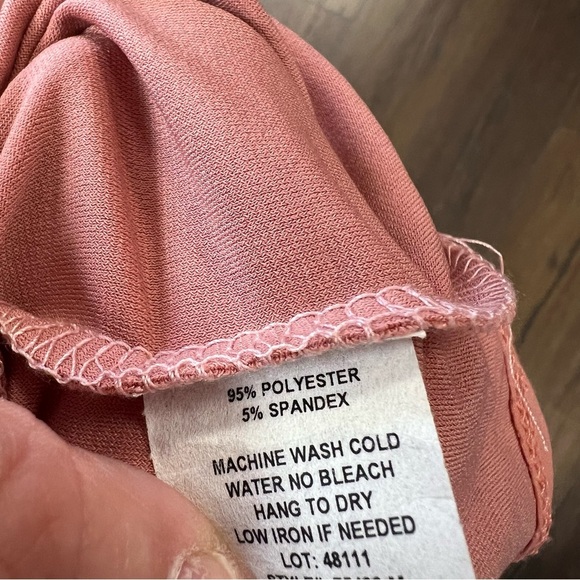 95% POLYESTER
5% SPANDEX
MACHINE WASH COLD
WATER NO BLEACH
HANG TO DRY
LOW IRON IF NEEDED
LOT: 48111